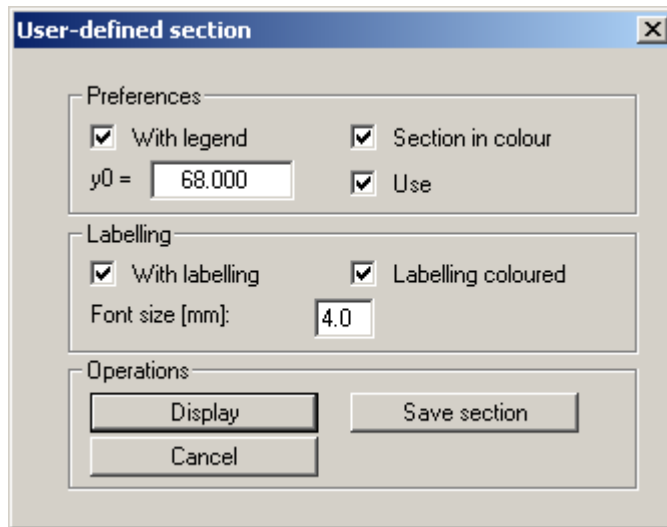 User-defined section
Preferences
With legend Section in colour
y0 = 68.000 Use
Labelling
With labelling Labelling coloured
Font size [mm]: 4.0
Operations
Display Save section
Cancel